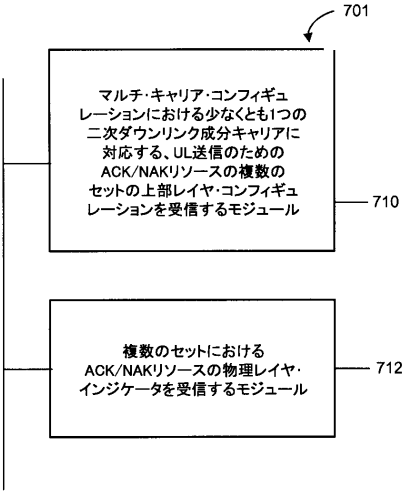 701
マルチ・キャリア・コンフィギュ
レーションにおける少なくとも1つの
二次ダウンリンク成分キャリアに
対応する、UL送信のための
ACK/NAKリソースの複数の
セットの上部レイヤ・コンフィギュ
レーションを受信するモジュール
710
複数のセットにおける
ACK/NAKリソースの物理レイヤ・
インジケータを受信するモジュール
712